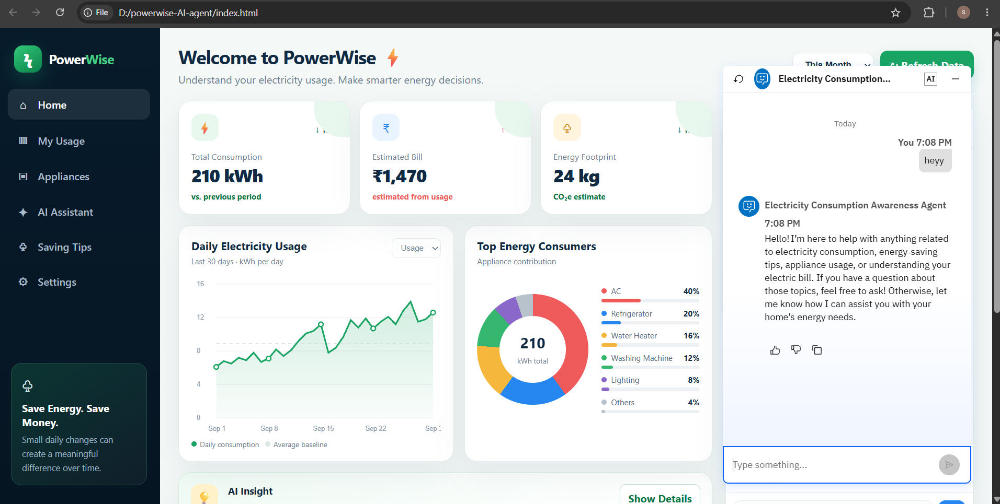 File
D:/powerwise-AI-agent/index.html
S
PowerWise
Home
My Usage
Appliances
AI Assistant
Saving Tips
Settings
Save Energy. Save
Money.
Small daily changes can
create a meaningful
difference over time.
Welcome to PowerWise
Understand your electricity usage. Make smarter energy decisions.
This Month
Refresh Data
Total Consumption
210 kWh
vs. previous period
₹
Estimated Bill
₹1,470
estimated from usage
Energy Footprint
24 kg
CO₂e estimate
Daily Electricity Usage
Last 30 days · kWh per day
Usage
16
12
8
4
0
Sep 1
Sep 8
Sep 15
Sep 22
Sep
Daily consumption
Average baseline
Top Energy Consumers
Appliance contribution
210
kWh total
AC 40%
Refrigerator 20%
Water Heater 16%
Washing Machine 12%
Lighting 8%
Others 4%
AI Insight
Show Details
Electricity Consumption...
AI
Today
You 7:08 PM
heyy
Electricity Consumption Awareness Agent
7:08 PM
Hello! I’m here to help with anything related
to electricity consumption, energy-saving
tips, appliance usage, or understanding your
electric bill. If you have a question about
those topics, feel free to ask! Otherwise, let
me know how I can assist you with your
home’s energy needs.
Type something...